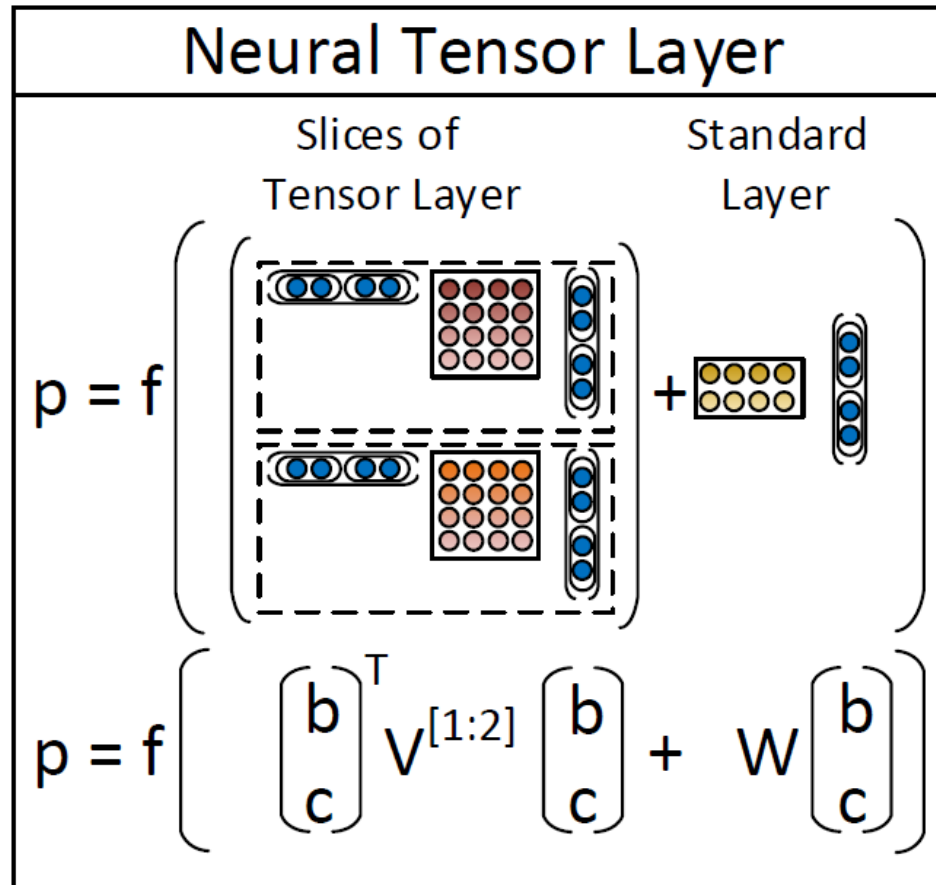 Neural Tensor Layer
Slices of Standard
Tensor Layer Layer
p = f +
p = f ( [b c]^T V^[1:2] [b c] + W [b c] )